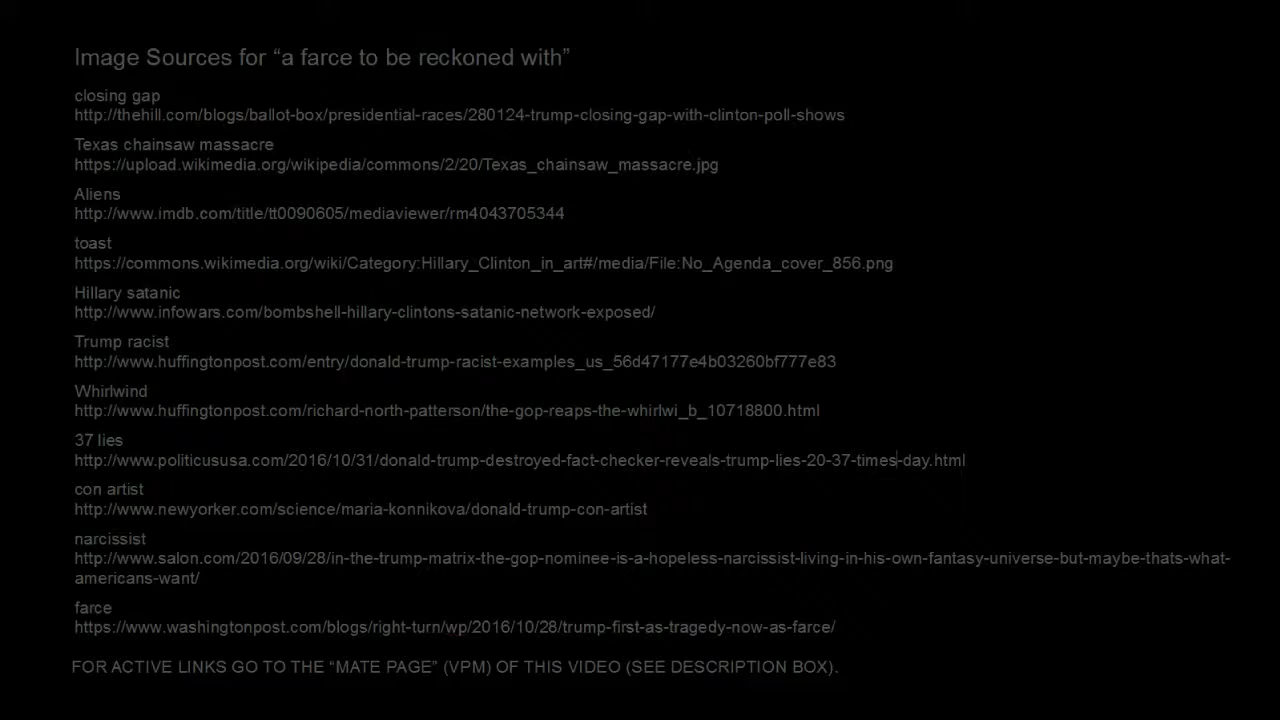 Image Sources for “a farce to be reckoned with”
closing gap
http://thehill.com/blogs/ballot-box/presidential-races/280124-trump-closing-gap-with-clinton-poll-shows
Texas chainsaw massacre
https://upload.wikimedia.org/wikipedia/commons/2/20/Texas_chainsaw_massacre.jpg
Aliens
http://www.imdb.com/title/tt0090605/mediaviewer/rm4043705344
toast
https://commons.wikimedia.org/wiki/Category:Hillary_Clinton_in_art#/media/File:No_Agenda_cover_856.png
Hillary satanic
http://www.infowars.com/bombshell-hillary-clintons-satanic-network-exposed/
Trump racist
http://www.huffingtonpost.com/entry/donald-trump-racist-examples_us_56d47177e4b03260bf777e83
Whirlwind
http://www.huffingtonpost.com/richard-north-patterson/the-gop-reaps-the-whirlwi_b_10718800.html
37 lies
http://www.politicususa.com/2016/10/31/donald-trump-destroyed-fact-checker-reveals-trump-lies-20-37-times-day.html
con artist
http://www.newyorker.com/science/maria-konnikova/donald-trump-con-artist
narcissist
http://www.salon.com/2016/09/28/in-the-trump-matrix-the-gop-nominee-is-a-hopeless-narcissist-living-in-his-own-fantasy-universe-but-maybe-thats-what-
americans-want/
farce
https://www.washingtonpost.com/blogs/right-turn/wp/2016/10/28/trump-first-as-tragedy-now-as-farce/
FOR ACTIVE LINKS GO TO THE “MATE PAGE” (VPM) OF THIS VIDEO (SEE DESCRIPTION BOX).